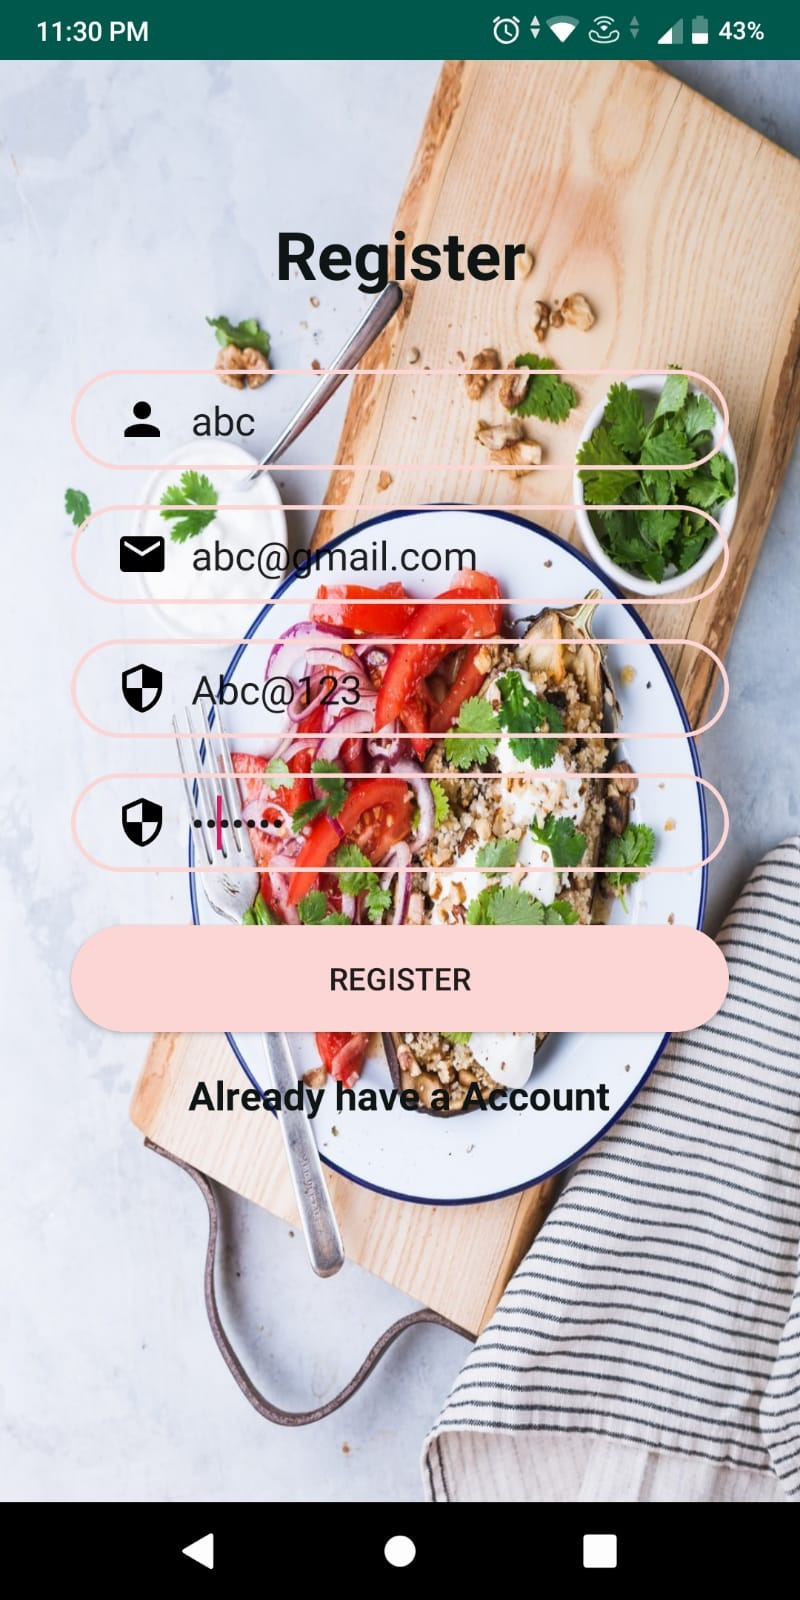 11:30 PM
43%
Register
abc
abc@gmail.com
Abc@123
•••••••
REGISTER
Already have a Account